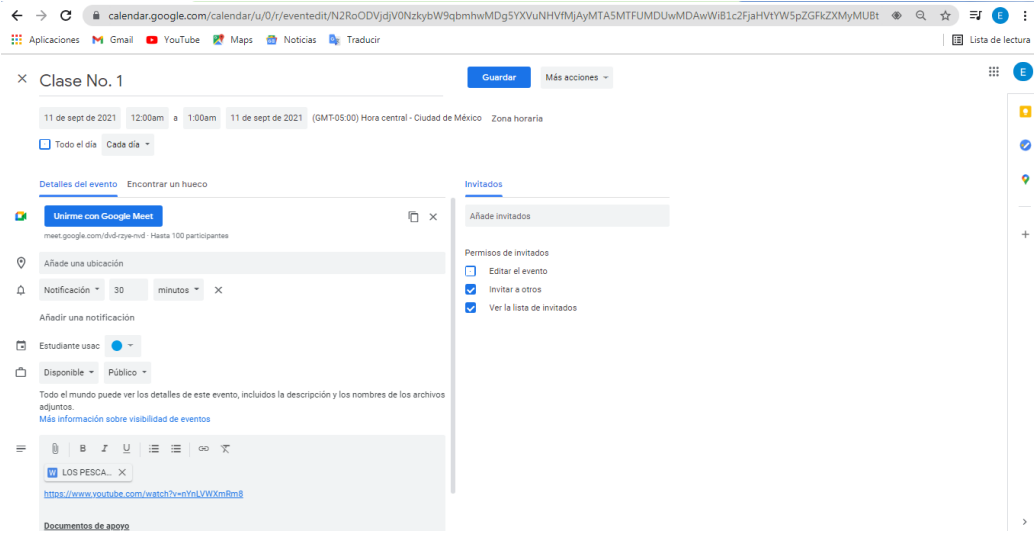 calendar.google.com/calendar/u/0/r/eventedit/N2RoODVjdjV0NzkybW9qbmhwMDg5YXVuNHVfMjAyMTA5MTFUMDUwMDAwWiB1c2FjaHVtYW5pZGFkZXMyMUBt
E
Aplicaciones Gmail YouTube Maps Noticias Traducir Lista de lectura
Clase No. 1 Guardar Más acciones E
11 de sept de 2021 12:00am a 1:00am 11 de sept de 2021 (GMT-05:00) Hora central - Ciudad de México Zona horaria
Todo el día Cada día
Detalles del evento Encontrar un hueco
Unirme con Google Meet
meet.google.com/dvd-rzye-nvd · Hasta 100 participantes
Añade una ubicación
Notificación 30 minutos
Añadir una notificación
Estudiante usac
Disponible Público
Todo el mundo puede ver los detalles de este evento, incluidos la descripción y los nombres de los archivos
adjuntos.
Más información sobre visibilidad de eventos
B I U
W LOS PESCA...
https://www.youtube.com/watch?v=nYnLVWXmRm8
Documentos de apoyo
Invitados
Añade invitados
Permisos de invitados
Editar el evento
Invitar a otros
Ver la lista de invitados